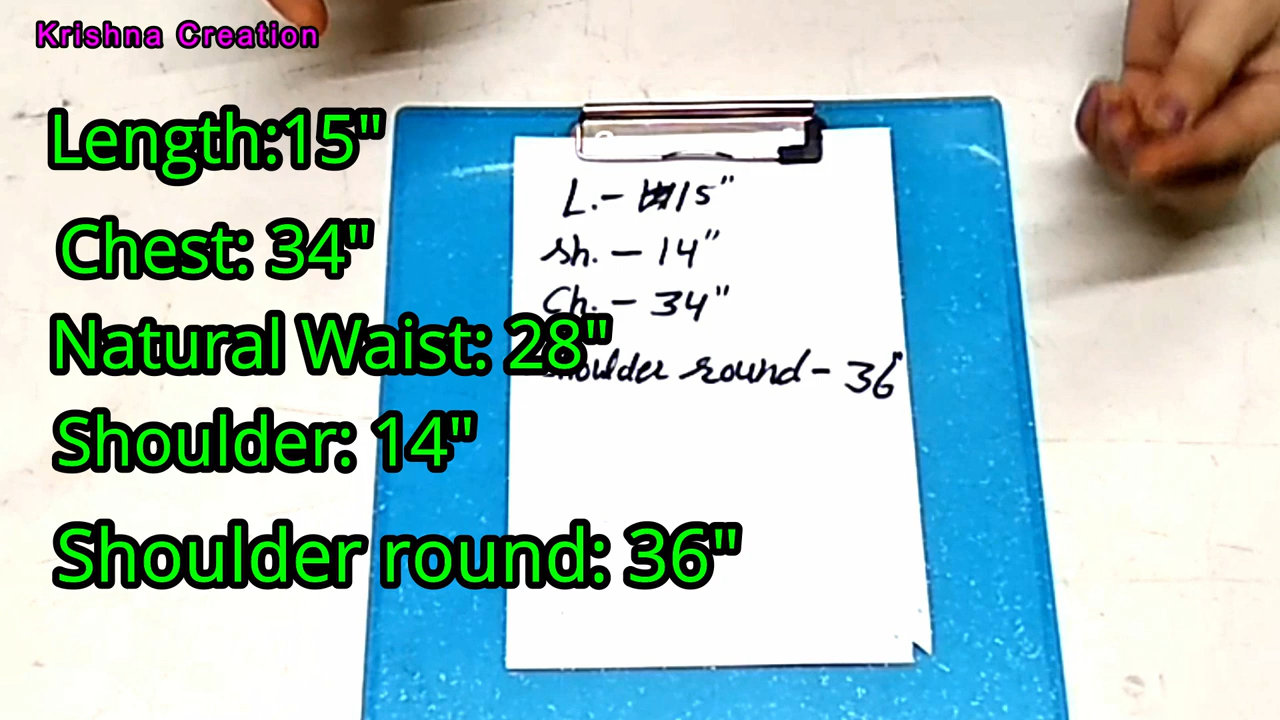 Krishna Creation
Length:15"
Chest: 34"
Natural Waist: 28"
Shoulder: 14"
Shoulder round: 36"
L.- 15"
Sh. - 14"
Ch. - 34"
Shoulder round - 36"